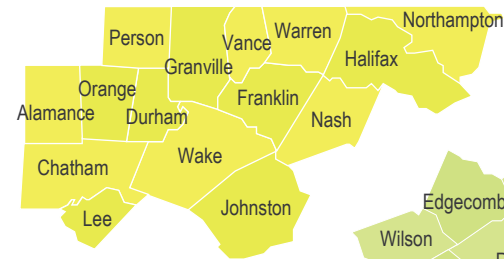 Northampton
Person
Vance
Warren
Granville
Halifax
Orange
Franklin
Alamance
Durham
Nash
Wake
Chatham
Edgecomb
Johnston
Lee
Wilson